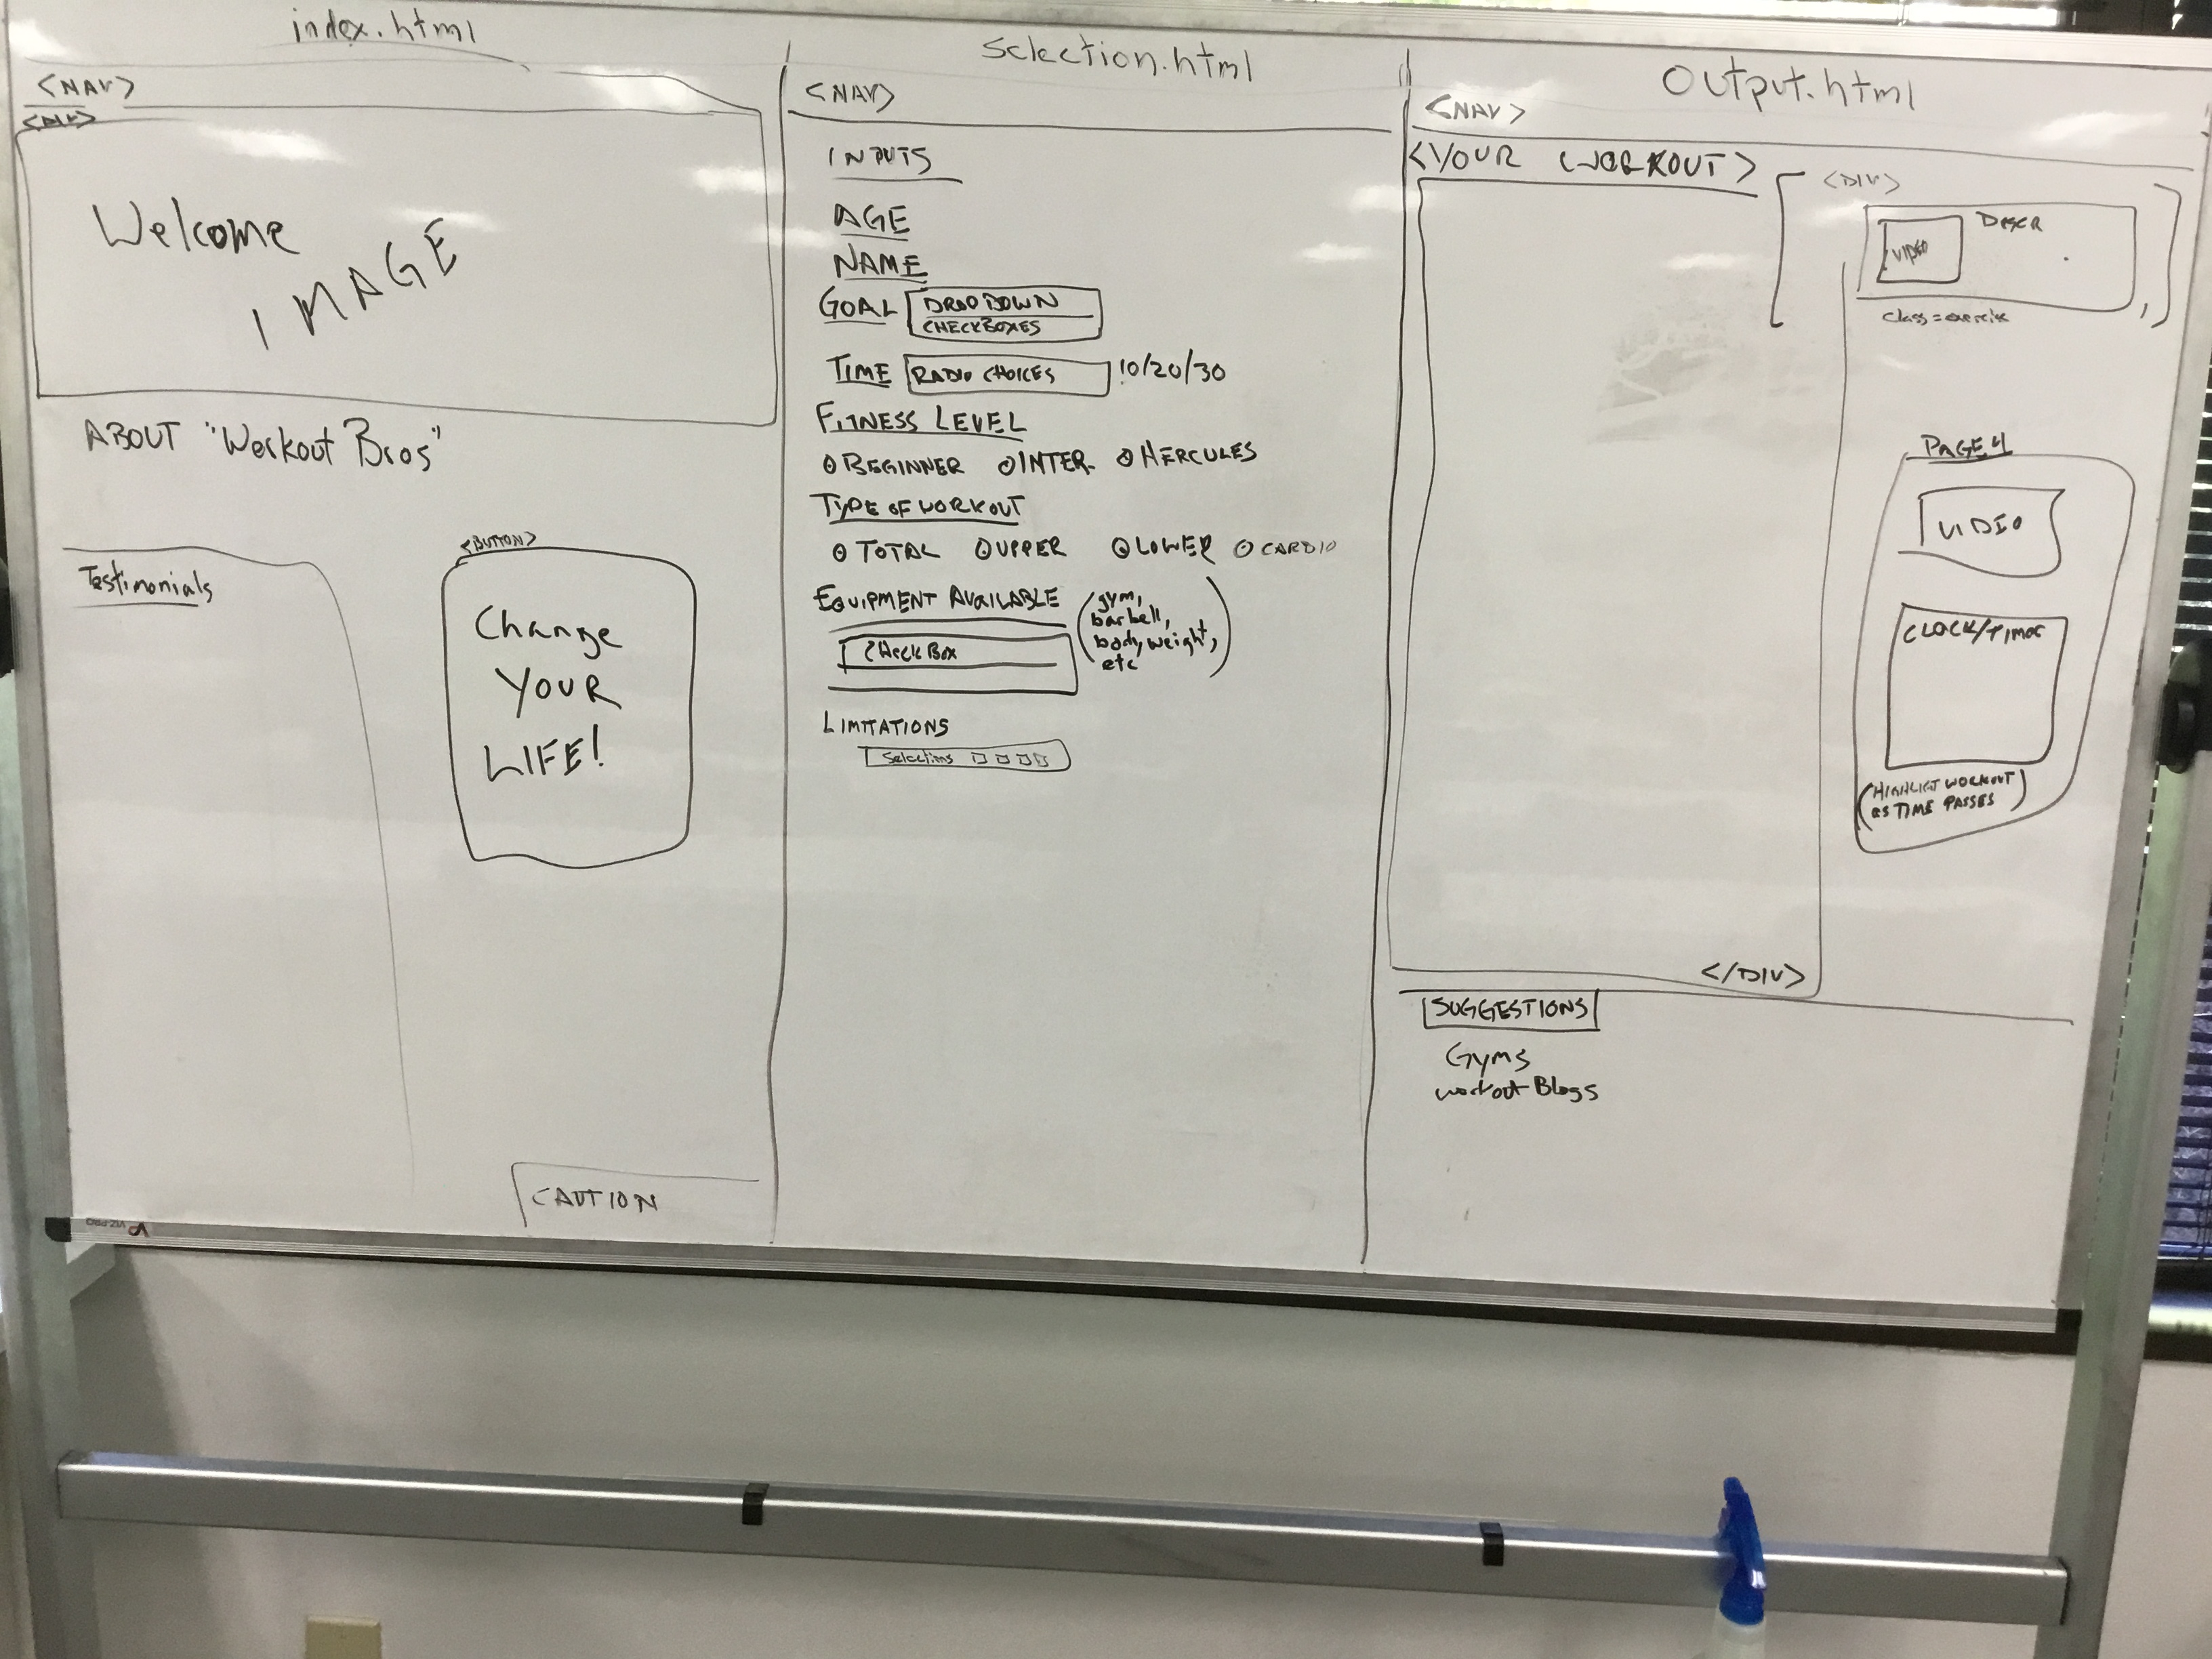 index.html
<NAV>
<DIV>
Welcome
IMAGE
ABOUT "Workout Bros"
Testimonials
<BUTTON>
Change
YOUR
LIFE!
CAUTION
Selection.html
<NAV>
INPUTS
AGE
NAME
GOAL DROPDOWN
CHECKBOXES
TIME RADIO CHOICES 10/20/30
FITNESS LEVEL
BEGINNER INTER. HERCULES
TYPE OF WORKOUT
TOTAL UPPER LOWER CARDIO
EQUIPMENT AVAILABLE (gym,
barbell,
body, weight,
etc)
CHECK BOX
LIMITATIONS
Selections
Output.html
<NAV>
<YOUR WORKOUT>
<DIV>
VIDEO DESCR
class=exercise
PAGE 4
VIDEO
CLOCK/TIMER
(HIGHLIGHT WORKOUT
AS TIME PASSES)
</DIV>
SUGGESTIONS
Gyms
workout Blogs